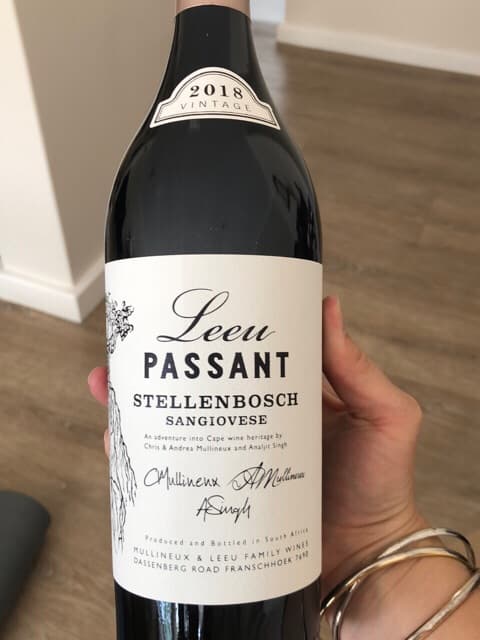 2018
VINTAGE
Leeu
PASSANT
STELLENBOSCH
SANGIOVESE
An adventure into Cape wine heritage by
Chris & Andrea Mullineux and Analjit Singh
CMullineux AMullineux
ASingh
Produced and Bottled in South Africa
MULLINEUX & LEEU FAMILY WINES
DASSENBERG ROAD FRANSCHHOEK 7690